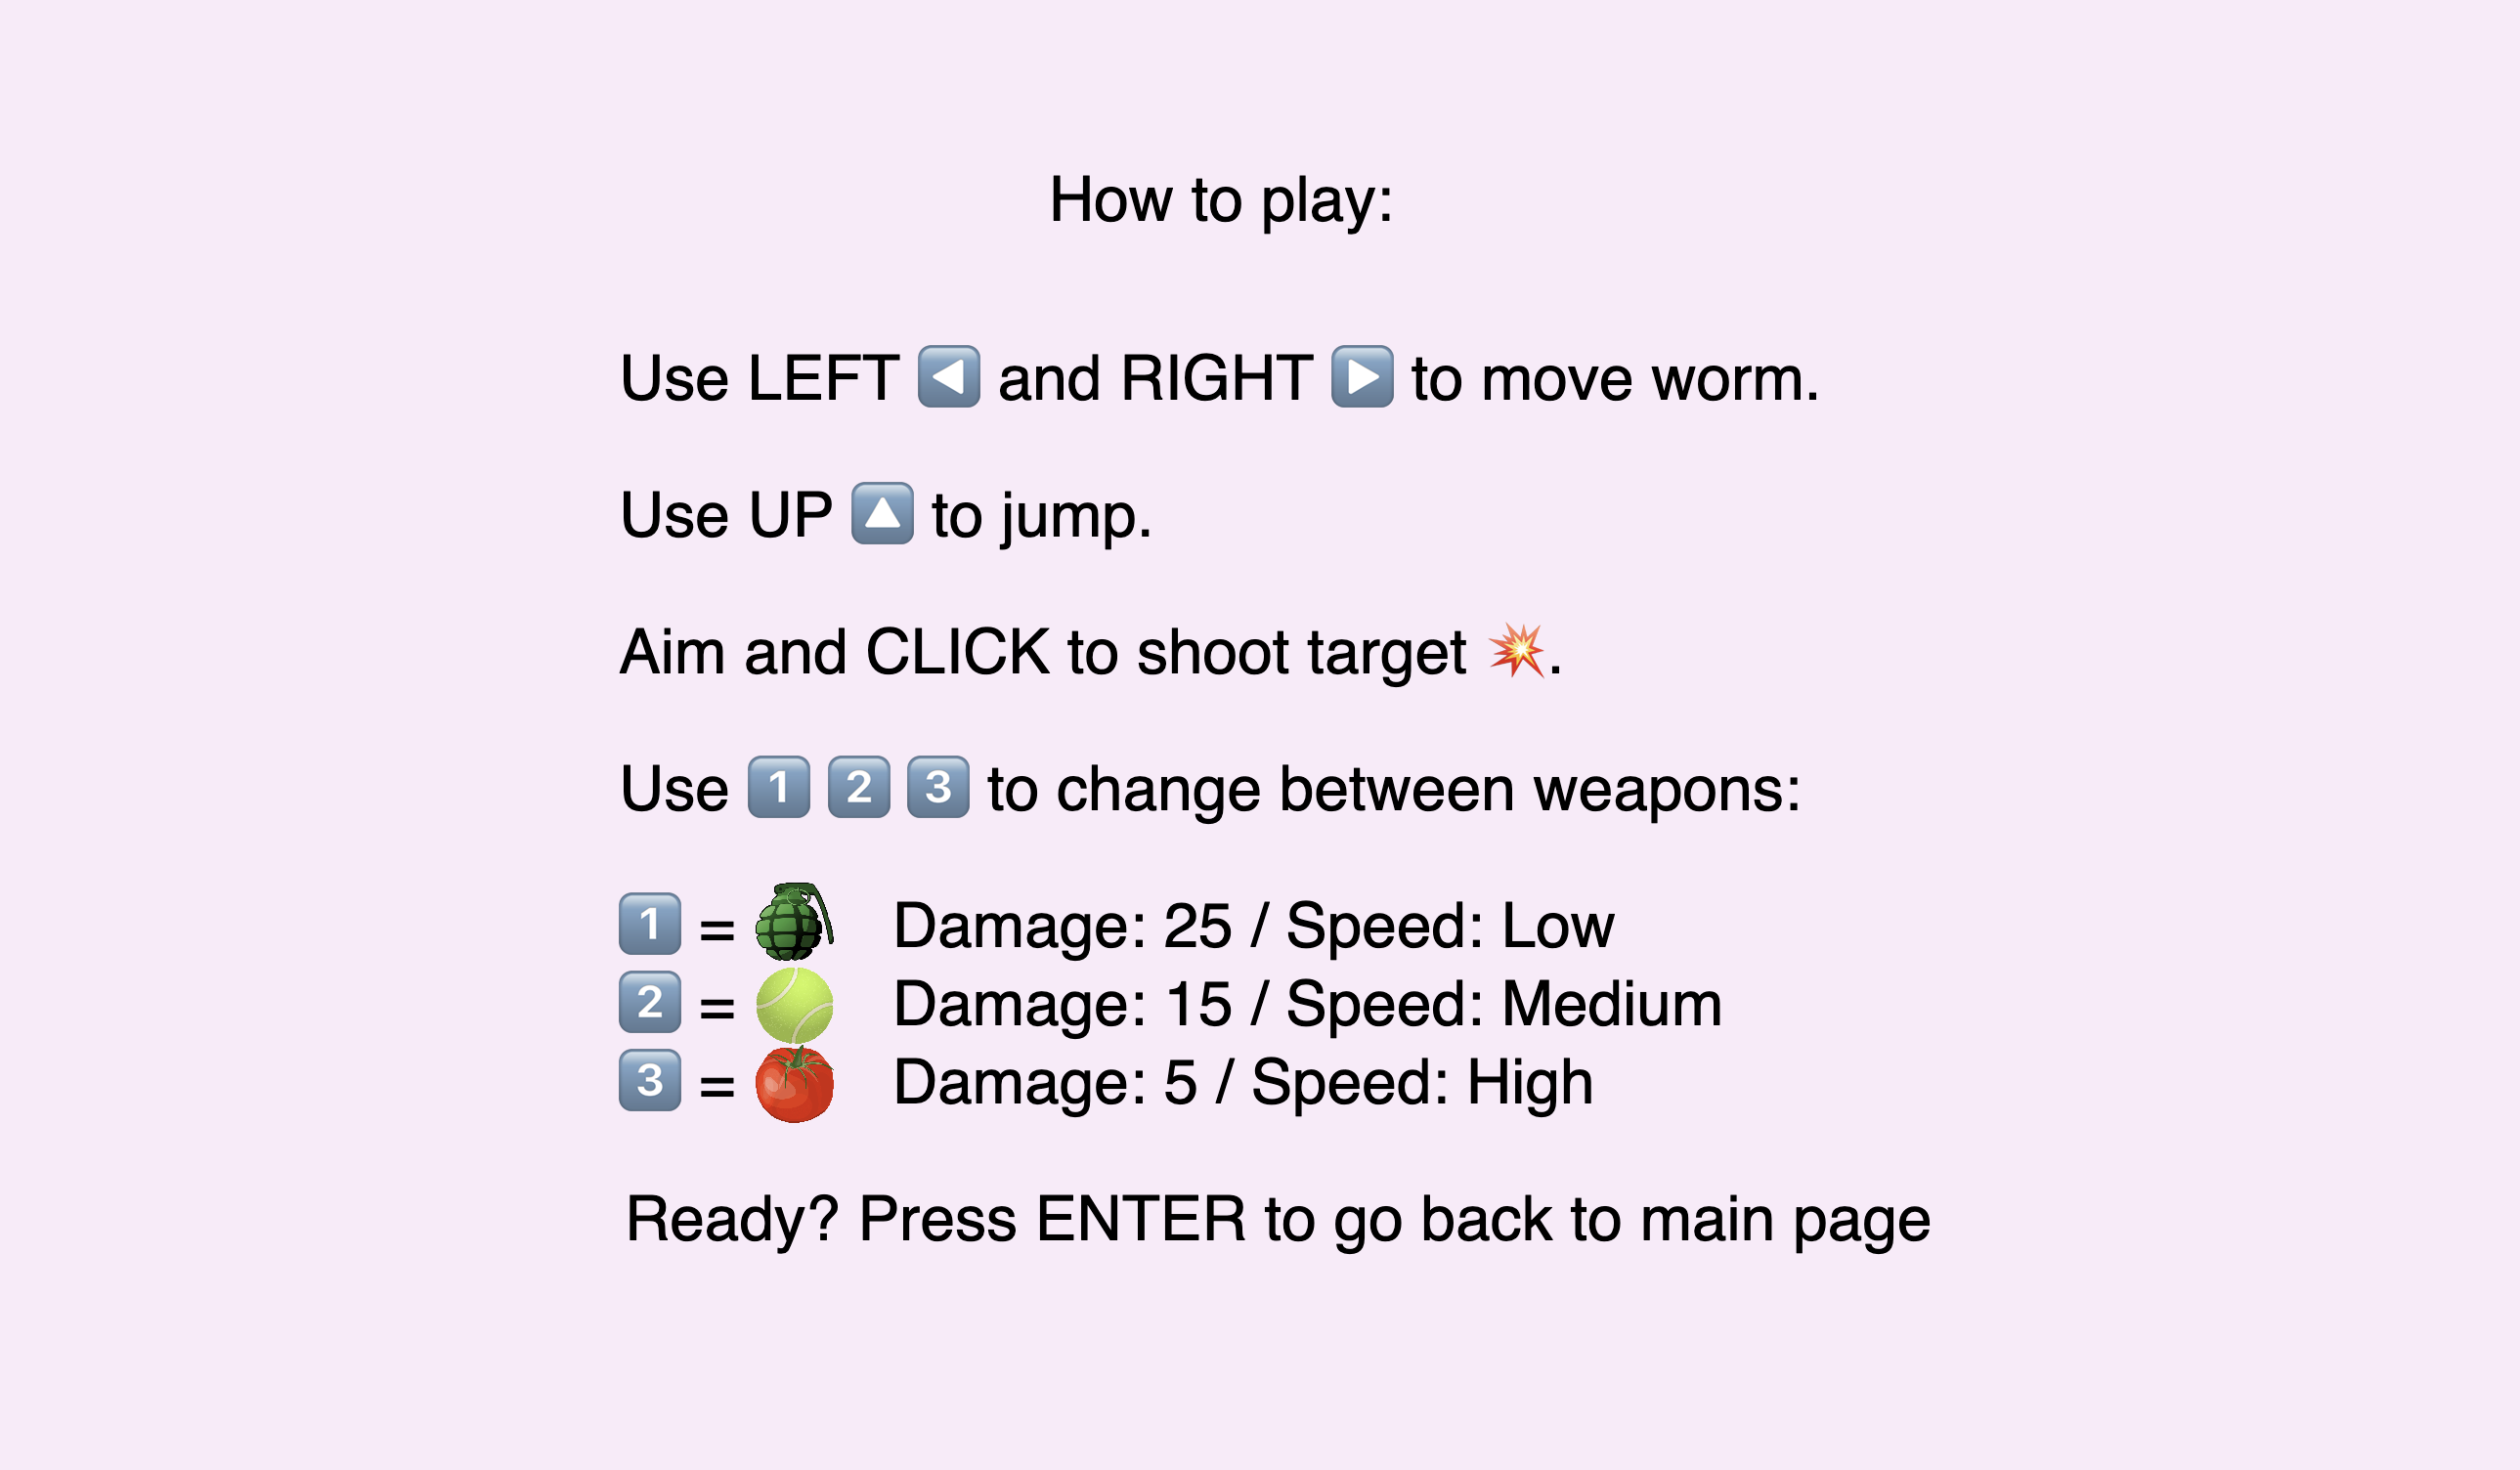 How to play:
Use LEFT ◀️ and RIGHT ▶️ to move worm.
Use UP 🔼 to jump.
Aim and CLICK to shoot target 💥.
Use 1️⃣ 2️⃣ 3️⃣ to change between weapons:
1️⃣ = Damage: 25 / Speed: Low
2️⃣ = Damage: 15 / Speed: Medium
3️⃣ = Damage: 5 / Speed: High
Ready? Press ENTER to go back to main page